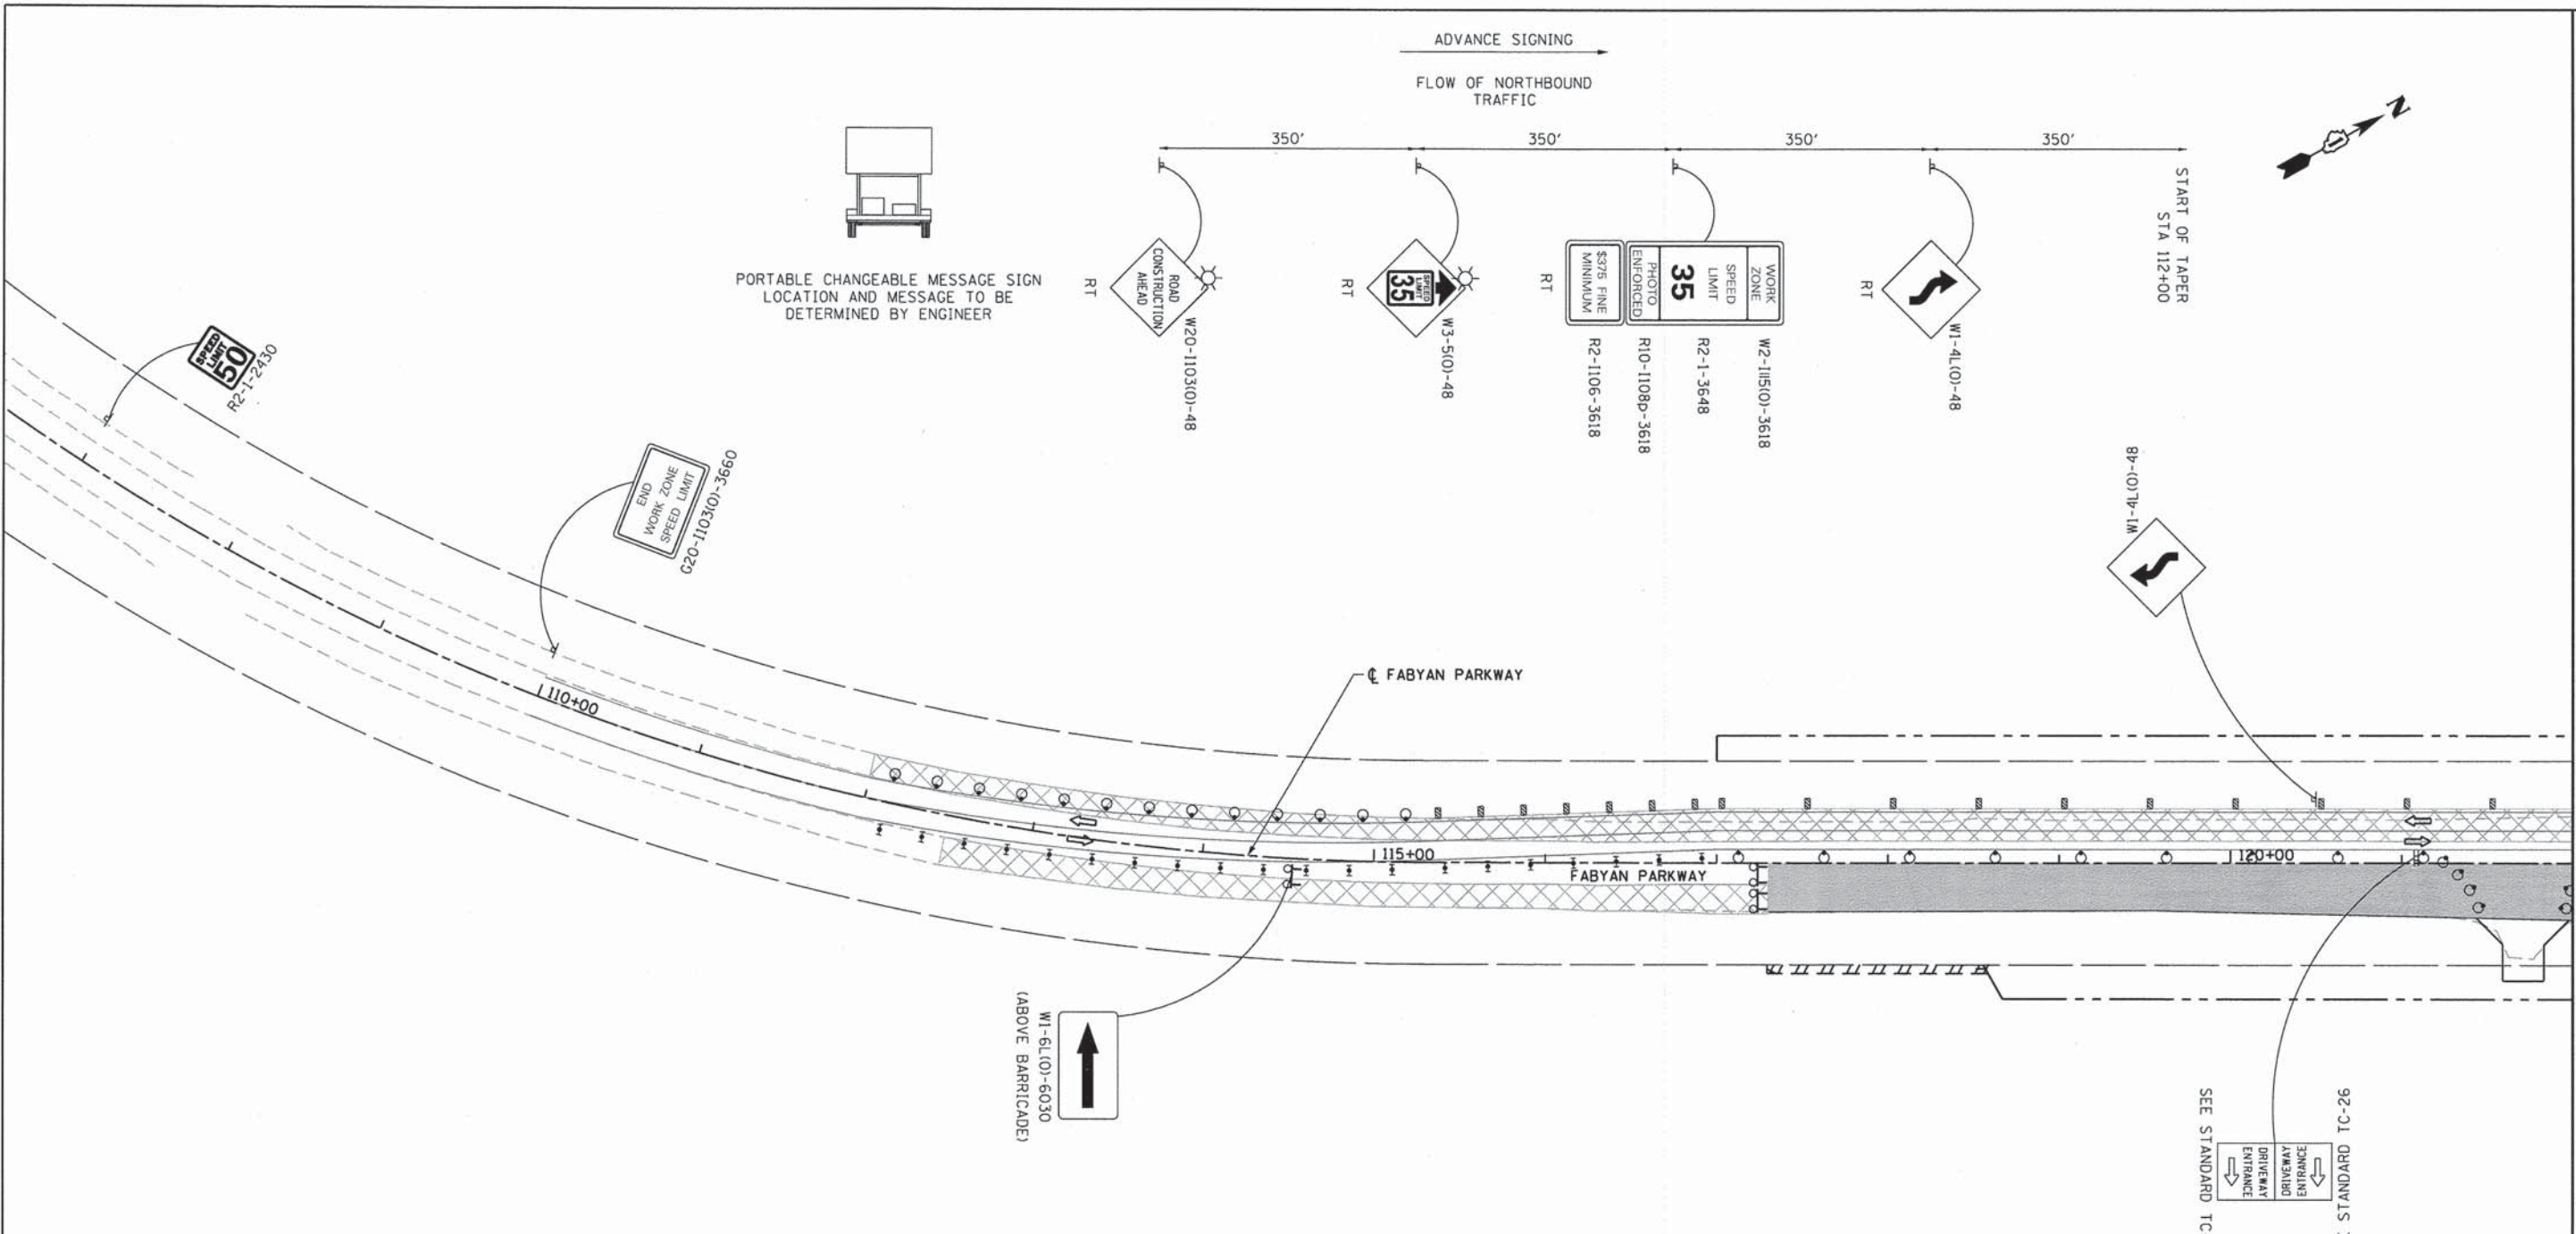 ADVANCE SIGNING
FLOW OF NORTHBOUND
TRAFFIC
N
350'
350'
350'
350'
START OF TAPER
STA 112+00
PORTABLE CHANGEABLE MESSAGE SIGN
LOCATION AND MESSAGE TO BE
DETERMINED BY ENGINEER
ROAD
CONSTRUCTION
AHEAD
RT
W20-I103(O)-48
SPEED
LIMIT
35
RT
W3-5(O)-48
WORK
ZONE
SPEED
LIMIT
35
PHOTO
ENFORCED
$375 FINE
MINIMUM
RT
W2-I115(O)-3618
R2-1-3648
R10-I108p-3618
R2-I106-3618
RT
W1-4L(O)-48
SPEED
LIMIT
50
R2-1-2430
END
WORK ZONE
SPEED LIMIT
G20-I103(O)-3660
W1-4L(O)-48
℄ FABYAN PARKWAY
110+00
115+00
120+00
FABYAN PARKWAY
W1-6L(O)-6030
(ABOVE BARRICADE)
DRIVEWAY
ENTRANCE
DRIVEWAY
ENTRANCE
SEE STANDARD TC
STANDARD TC-26